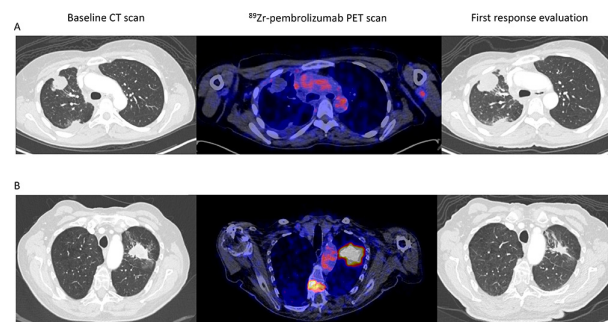 Baseline CT scan ⁸⁹Zr-pembrolizumab PET scan First response evaluation
A
B